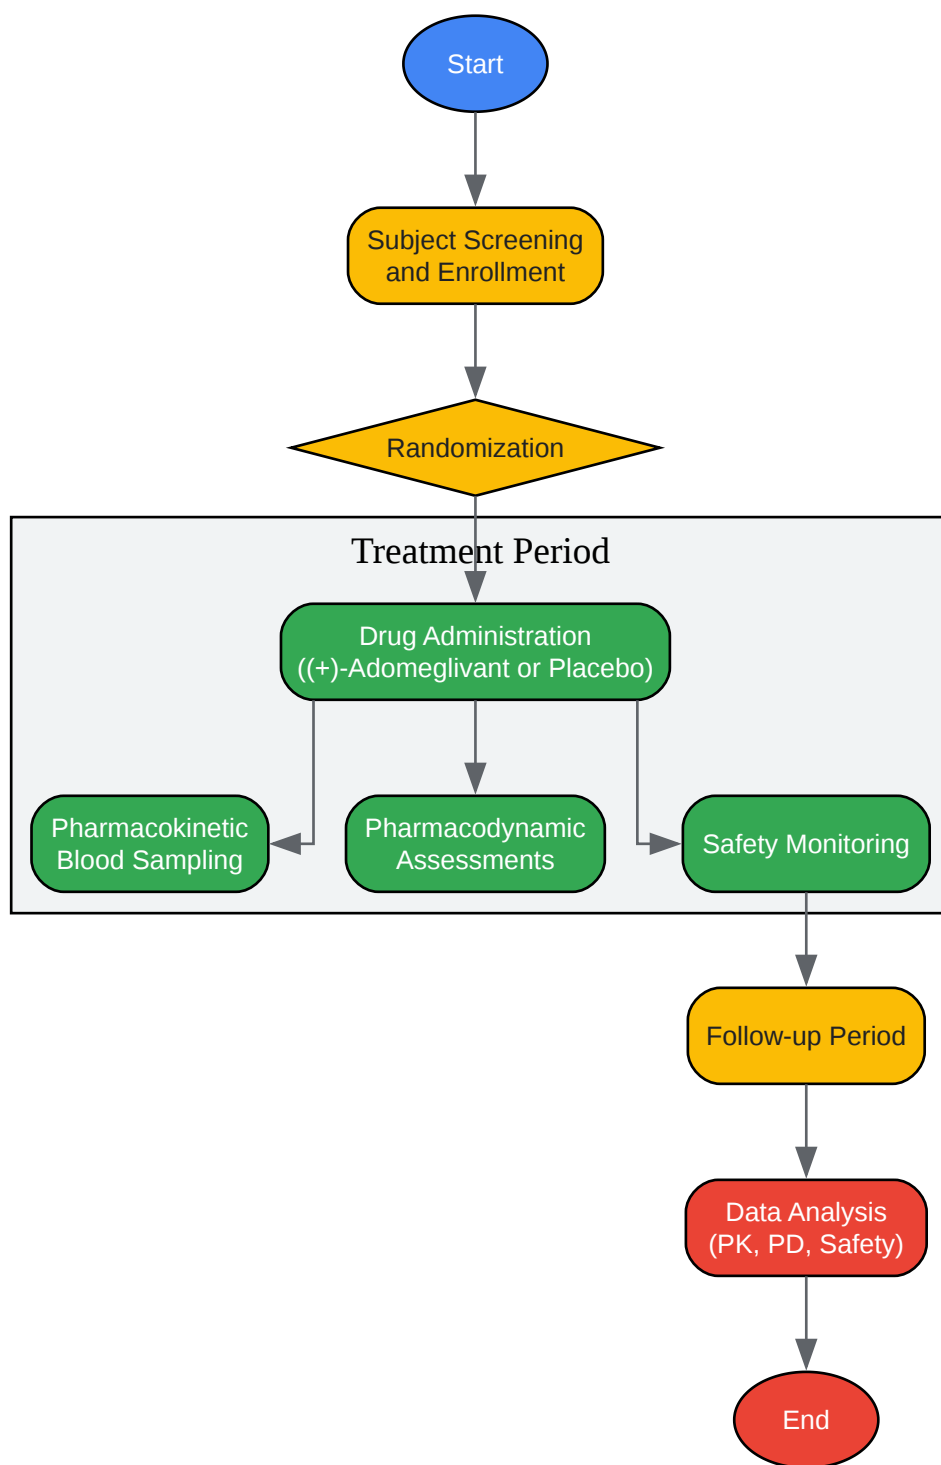 Start
Subject Screening
and Enrollment
Randomization
Treatment Period
Drug Administration
((+)-Adomeglivant or Placebo)
Pharmacokinetic
Blood Sampling
Pharmacodynamic
Assessments
Safety Monitoring
Follow-up Period
Data Analysis
(PK, PD, Safety)
End